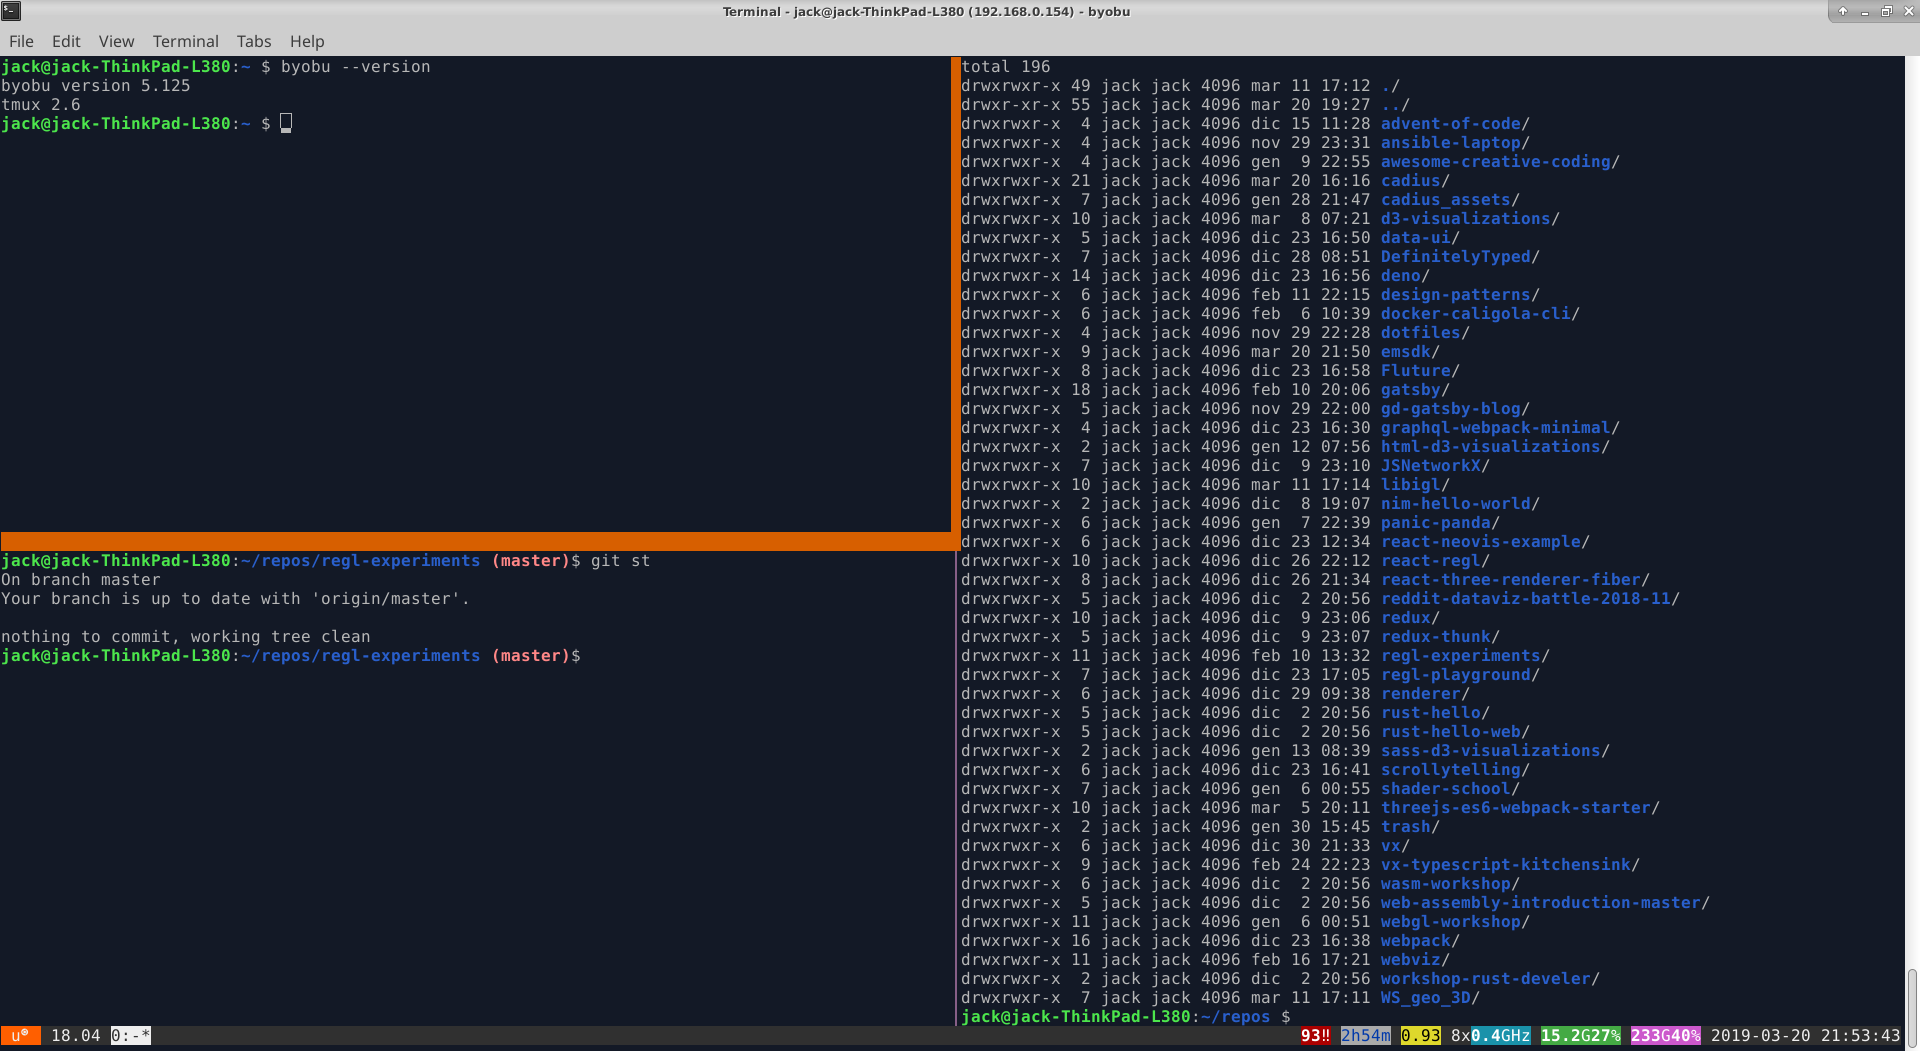 Terminal - jack@jack-ThinkPad-L380 (192.168.0.154) - byobu
File Edit View Terminal Tabs Help
jack@jack-ThinkPad-L380:~ $ byobu --version
byobu version 5.125
tmux 2.6
jack@jack-ThinkPad-L380:~ $
jack@jack-ThinkPad-L380:~/repos/regl-experiments (master)$ git st
On branch master
Your branch is up to date with 'origin/master'.
nothing to commit, working tree clean
jack@jack-ThinkPad-L380:~/repos/regl-experiments (master)$
total 196
drwxrwxr-x 49 jack jack 4096 mar 11 17:12 ./
drwxr-xr-x 55 jack jack 4096 mar 20 19:27 ../
drwxrwxr-x  4 jack jack 4096 dic 15 11:28 advent-of-code/
drwxrwxr-x  4 jack jack 4096 nov 29 23:31 ansible-laptop/
drwxrwxr-x  4 jack jack 4096 gen  9 22:55 awesome-creative-coding/
drwxrwxr-x 21 jack jack 4096 mar 20 16:16 cadius/
drwxrwxr-x  7 jack jack 4096 gen 28 21:47 cadius_assets/
drwxrwxr-x 10 jack jack 4096 mar  8 07:21 d3-visualizations/
drwxrwxr-x  5 jack jack 4096 dic 23 16:50 data-ui/
drwxrwxr-x  7 jack jack 4096 dic 28 08:51 DefinitelyTyped/
drwxrwxr-x 14 jack jack 4096 dic 23 16:56 deno/
drwxrwxr-x  6 jack jack 4096 feb 11 22:15 design-patterns/
drwxrwxr-x  6 jack jack 4096 feb  6 10:39 docker-caligola-cli/
drwxrwxr-x  4 jack jack 4096 nov 29 22:28 dotfiles/
drwxrwxr-x  9 jack jack 4096 mar 20 21:50 emsdk/
drwxrwxr-x  8 jack jack 4096 dic 23 16:58 Fluture/
drwxrwxr-x 18 jack jack 4096 feb 10 20:06 gatsby/
drwxrwxr-x  5 jack jack 4096 nov 29 22:00 gd-gatsby-blog/
drwxrwxr-x  4 jack jack 4096 dic 23 16:30 graphql-webpack-minimal/
drwxrwxr-x  2 jack jack 4096 gen 12 07:56 html-d3-visualizations/
drwxrwxr-x  7 jack jack 4096 dic  9 23:10 JSNetworkX/
drwxrwxr-x 10 jack jack 4096 mar 11 17:14 libigl/
drwxrwxr-x  2 jack jack 4096 dic  8 19:07 nim-hello-world/
drwxrwxr-x  6 jack jack 4096 gen  7 22:39 panic-panda/
drwxrwxr-x  6 jack jack 4096 dic 23 12:34 react-neovis-example/
drwxrwxr-x 10 jack jack 4096 dic 26 22:12 react-regl/
drwxrwxr-x  8 jack jack 4096 dic 26 21:34 react-three-renderer-fiber/
drwxrwxr-x  5 jack jack 4096 dic  2 20:56 reddit-dataviz-battle-2018-11/
drwxrwxr-x 10 jack jack 4096 dic  9 23:06 redux/
drwxrwxr-x  5 jack jack 4096 dic  9 23:07 redux-thunk/
drwxrwxr-x 11 jack jack 4096 feb 10 13:32 regl-experiments/
drwxrwxr-x  7 jack jack 4096 dic 23 17:05 regl-playground/
drwxrwxr-x  6 jack jack 4096 dic 29 09:38 renderer/
drwxrwxr-x  5 jack jack 4096 dic  2 20:56 rust-hello/
drwxrwxr-x  5 jack jack 4096 dic  2 20:56 rust-hello-web/
drwxrwxr-x  2 jack jack 4096 gen 13 08:39 sass-d3-visualizations/
drwxrwxr-x  6 jack jack 4096 dic 23 16:41 scrollytelling/
drwxrwxr-x  7 jack jack 4096 gen  6 00:55 shader-school/
drwxrwxr-x 10 jack jack 4096 mar  5 20:11 threejs-es6-webpack-starter/
drwxrwxr-x  2 jack jack 4096 gen 30 15:45 trash/
drwxrwxr-x  6 jack jack 4096 dic 30 21:33 vx/
drwxrwxr-x  9 jack jack 4096 feb 24 22:23 vx-typescript-kitchensink/
drwxrwxr-x  6 jack jack 4096 dic  2 20:56 wasm-workshop/
drwxrwxr-x  5 jack jack 4096 dic  2 20:56 web-assembly-introduction-master/
drwxrwxr-x 11 jack jack 4096 gen  6 00:51 webgl-workshop/
drwxrwxr-x 16 jack jack 4096 dic 23 16:38 webpack/
drwxrwxr-x 11 jack jack 4096 feb 16 17:21 webviz/
drwxrwxr-x  2 jack jack 4096 dic  2 20:56 workshop-rust-develer/
drwxrwxr-x  7 jack jack 4096 mar 11 17:11 WS_geo_3D/
jack@jack-ThinkPad-L380:~/repos $
u® 18.04 0:-* 93‼ 2h54m 0.93 8x0.4GHz 15.2G27% 233G40% 2019-03-20 21:53:43